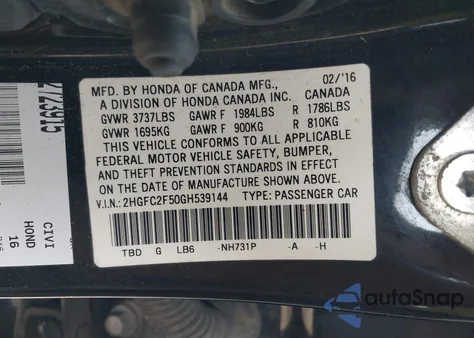 MFD. BY HONDA OF CANADA MFG., 02/'16
A DIVISION OF HONDA CANADA INC. CANADA
GVWR 3737LBS GAWR F 1984LBS R 1786LBS
GVWR 1695KG GAWR F 900KG R 810KG
THIS VEHICLE CONFORMS TO ALL APPLICABLE
FEDERAL MOTOR VEHICLE SAFETY, BUMPER,
AND THEFT PREVENTION STANDARDS IN EFFECT
ON THE DATE OF MANUFACTURE SHOWN ABOVE.
V.I.N.: 2HGFC2F50GH539144 TYPE: PASSENGER CAR
TBD G LB6 -NH731P -A -H
CIVI
HOND
16
autoSnap